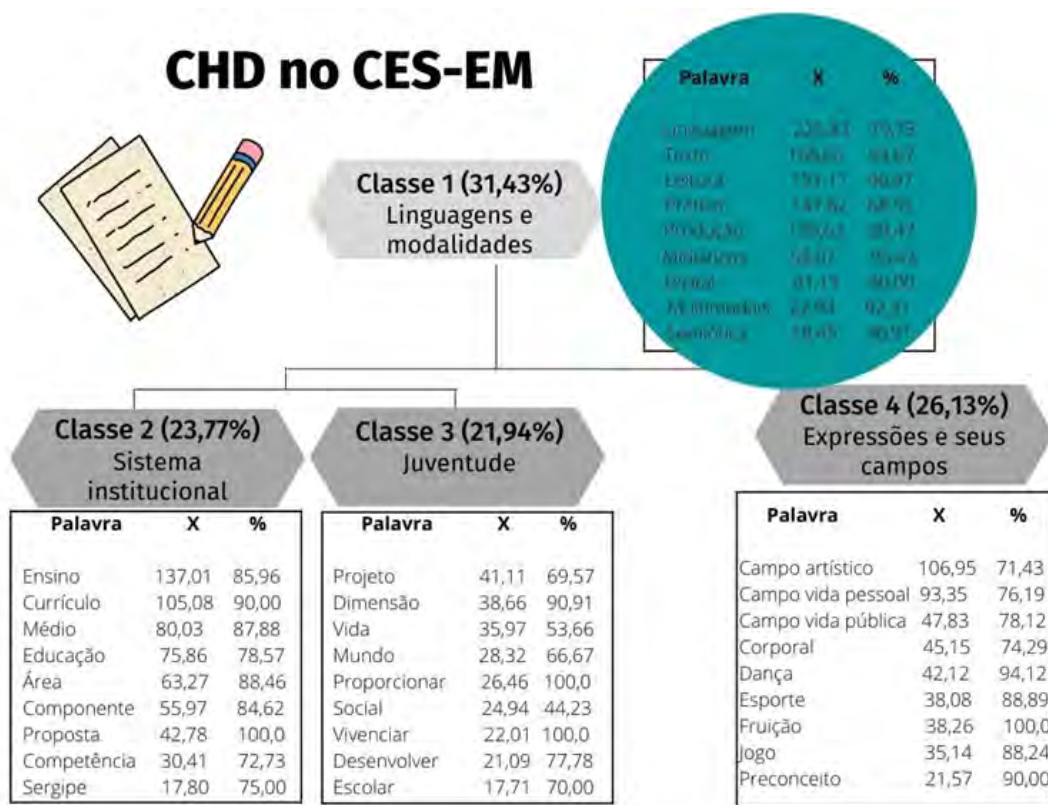 CHD no CES-EM
Palavra X %
Linguagem
Texto
Leitura
Produção
Digital
Classe 1 (31,43%)
Linguagens e
modalidades
Classe 2 (23,77%)
Sistema
institucional
Palavra X %
Ensino 137,01 85,96
Currículo 105,08 90,00
Médio 80,03 87,88
Educação 75,86 78,57
Área 63,27 88,46
Componente 55,97 84,62
Proposta 42,78 100,0
Competência 30,41 72,73
Sergipe 17,80 75,00
Classe 3 (21,94%)
Juventude
Palavra X %
Projeto 41,11 69,57
Dimensão 38,66 90,91
Vida 35,97 53,66
Mundo 28,32 66,67
Proporcionar 26,46 100,0
Social 24,94 44,23
Vivenciar 22,01 100,0
Desenvolver 21,09 77,78
Escolar 17,71 70,00
Classe 4 (26,13%)
Expressões e seus
campos
Palavra X %
Campo artístico 106,95 71,43
Campo vida pessoal 93,35 76,19
Campo vida pública 47,83 78,12
Corporal 45,15 74,29
Dança 42,12 94,12
Esporte 38,08 88,89
Fruição 38,26 100,0
Jogo 35,14 88,24
Preconceito 21,57 90,00